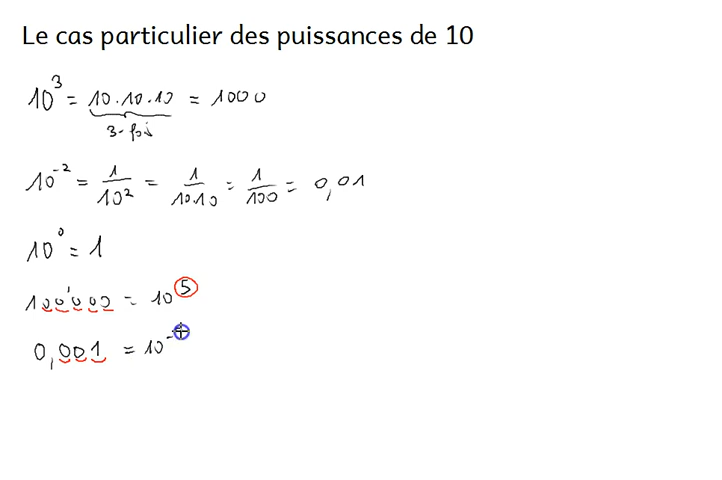 Le cas particulier des puissances de 10
10³ = 10·10·10 = 1000
3-fois
10⁻² = 1/10² = 1/10·10 = 1/100 = 0,01
10⁰ = 1
100'000 = 10⁵
0,001 = 10⁻